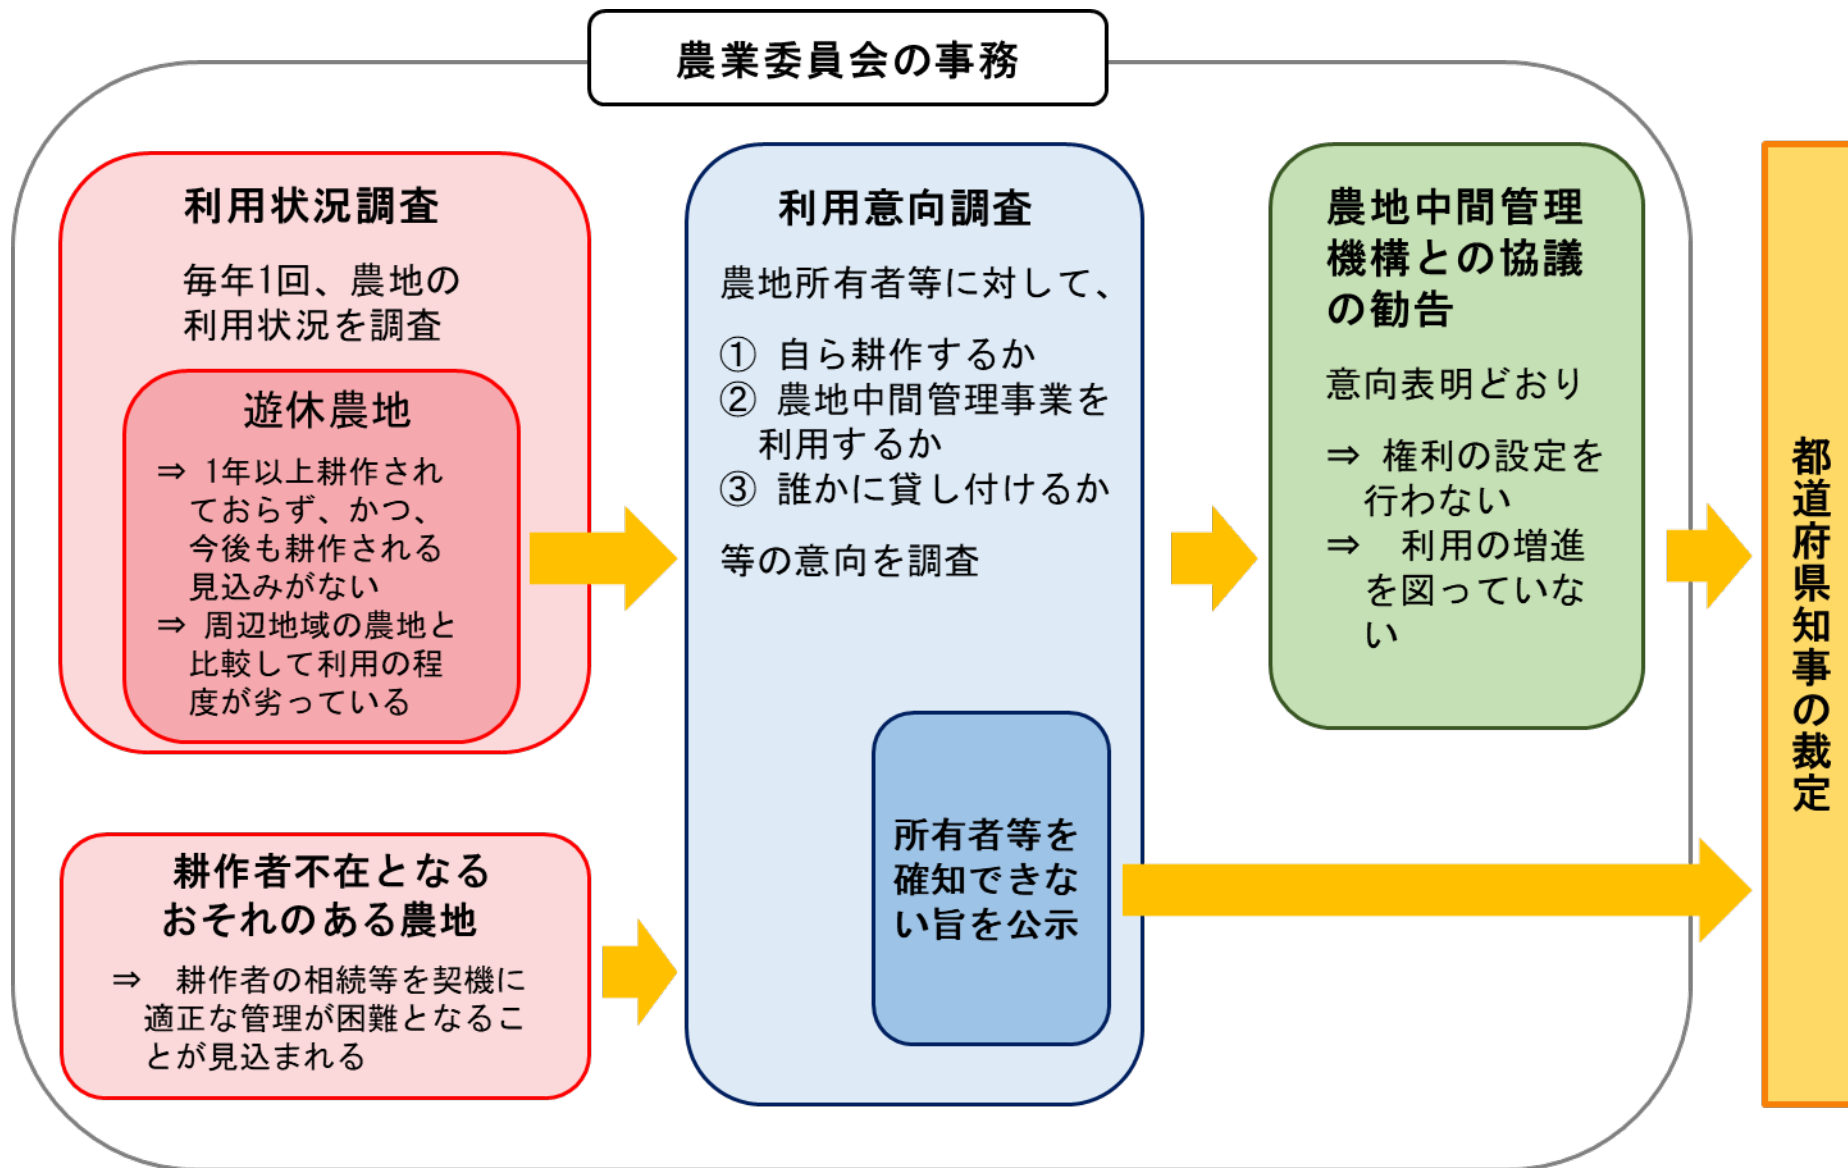 農業委員会の事務
利用状況調査
毎年1回、農地の
利用状況を調査
遊休農地
⇒ 1年以上耕作され
ておらず、かつ、
今後も耕作される
見込みがない
⇒ 周辺地域の農地と
比較して利用の程
度が劣っている
耕作者不在となる
おそれのある農地
⇒ 耕作者の相続等を契機に
適正な管理が困難となるこ
とが見込まれる
利用意向調査
農地所有者等に対して、
① 自ら耕作するか
② 農地中間管理事業を
利用するか
③ 誰かに貸し付けるか
等の意向を調査
所有者等を
確知できな
い旨を公示
農地中間管理
機構との協議
の勧告
意向表明どおり
⇒ 権利の設定を
行わない
⇒ 利用の増進
を図っていな
い
都道府県知事の裁定